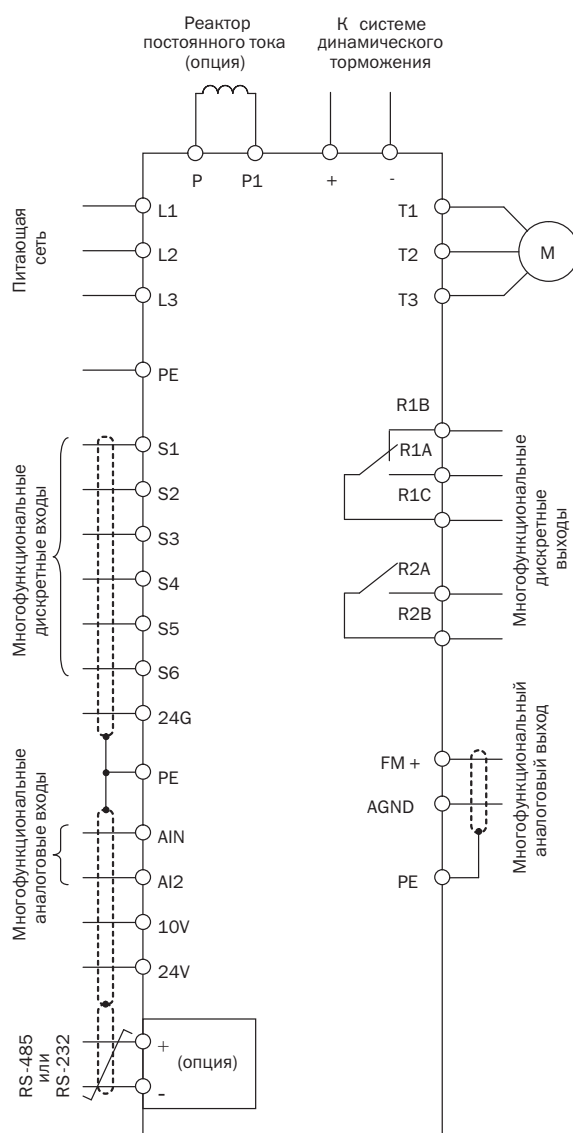 Реактор
постоянного тока
(опция)
К системе
динамического
торможения
P
P1
+
-
Питающая
сеть
L1
L2
L3
PE
T1
T2
T3
M
Многофункциональные
дискретные входы
S1
S2
S3
S4
S5
S6
24G
PE
R1B
R1A
R1C
R2A
R2B
Многофункциональные
дискретные
выходы
Многофункциональные
аналоговые входы
AIN
AI2
10V
24V
FM +
AGND
PE
Многофункциональный
аналоговый выход
RS-485
или
RS-232
+
(опция)
-